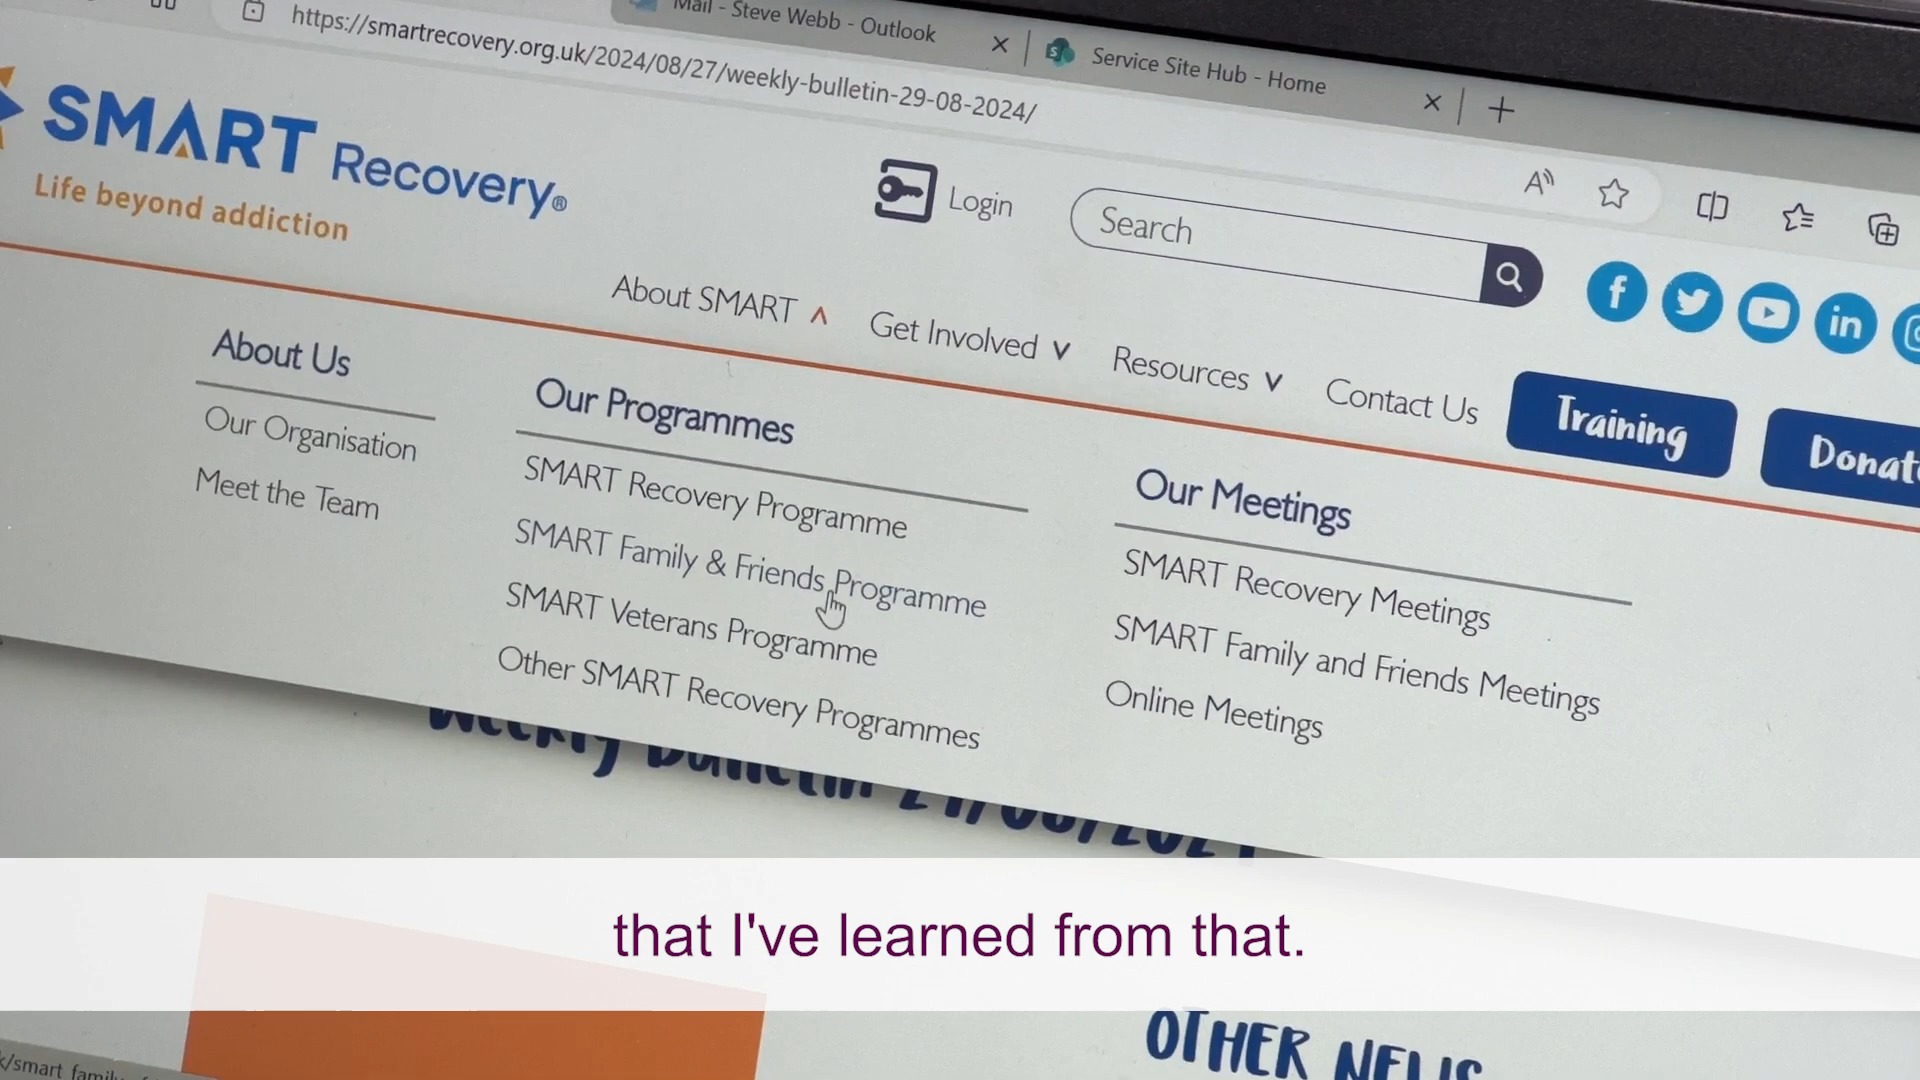 Mail - Steve Webb - Outlook
Service Site Hub - Home
https://smartrecovery.org.uk/2024/08/27/weekly-bulletin-29-08-2024/
SMART Recovery®
Life beyond addiction
Login
Search
About SMART
Get Involved
Resources
Contact Us
Training
Donate
About Us
Our Organisation
Meet the Team
Our Programmes
SMART Recovery Programme
SMART Family & Friends Programme
SMART Veterans Programme
Other SMART Recovery Programmes
Our Meetings
SMART Recovery Meetings
SMART Family and Friends Meetings
Online Meetings
Weekly Bulletin
that I've learned from that.
OTHER NEWS